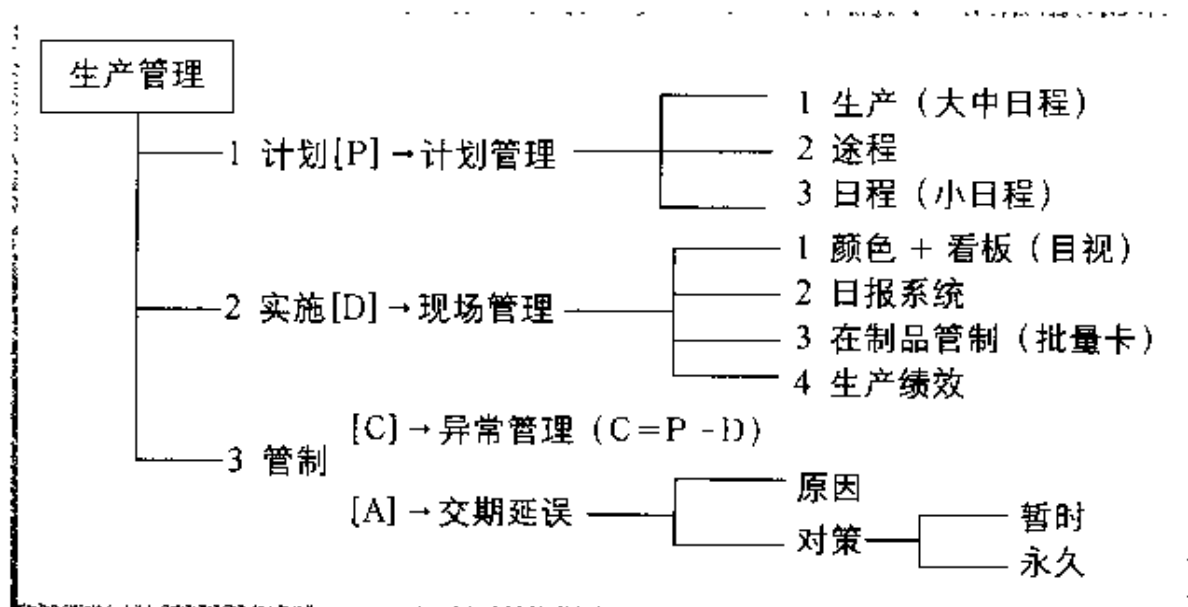 生产管理
1 计划[P]→计划管理
1 生产（大中日程）
2 途程
3 日程（小日程）
2 实施[D]→现场管理
1 颜色 + 看板（目视）
2 日报系统
3 在制品管制（批量卡）
4 生产绩效
3 管制
[C]→异常管理（C=P-D）
[A]→交期延误
原因
对策
暂时
永久